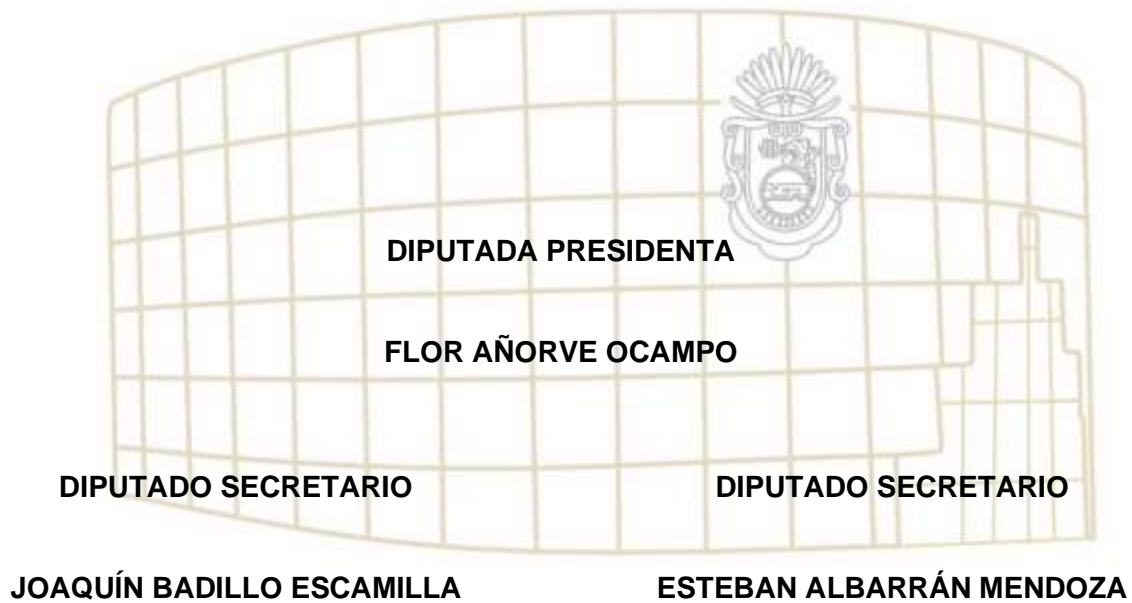 DIPUTADA PRESIDENTA
FLOR AÑORVE OCAMPO
DIPUTADO SECRETARIO DIPUTADO SECRETARIO
JOAQUÍN BADILLO ESCAMILLA ESTEBAN ALBARRÁN MENDOZA